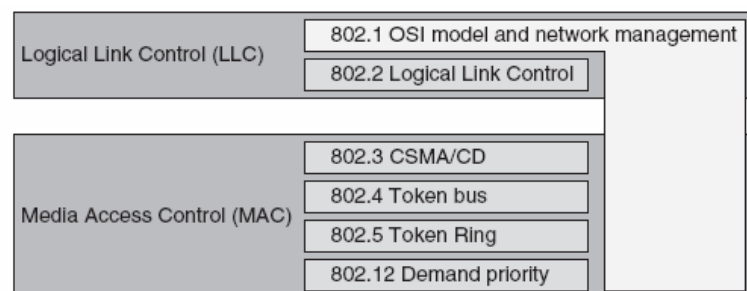 Logical Link Control (LLC)
802.1 OSI model and network management
802.2 Logical Link Control
Media Access Control (MAC)
802.3 CSMA/CD
802.4 Token bus
802.5 Token Ring
802.12 Demand priority